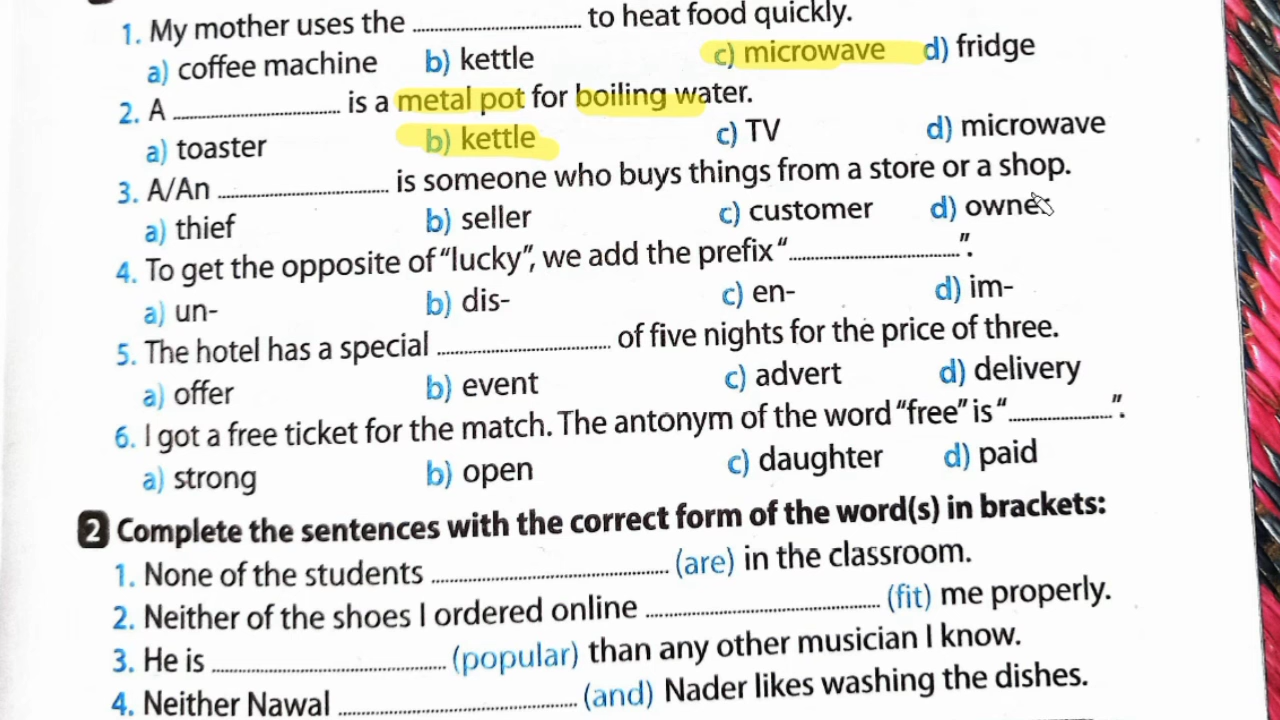 1. My mother uses the ........................ to heat food quickly.
a) coffee machine b) kettle c) microwave d) fridge
2. A ........................ is a metal pot for boiling water.
a) toaster b) kettle c) TV d) microwave
3. A/An ........................ is someone who buys things from a store or a shop.
a) thief b) seller c) customer d) owner
4. To get the opposite of “lucky”, we add the prefix “........................”.
a) un- b) dis- c) en- d) im-
5. The hotel has a special ........................ of five nights for the price of three.
a) offer b) event c) advert d) delivery
6. I got a free ticket for the match. The antonym of the word “free” is “........................”.
a) strong b) open c) daughter d) paid
2 Complete the sentences with the correct form of the word(s) in brackets:
1. None of the students ........................ (are) in the classroom.
2. Neither of the shoes I ordered online ........................ (fit) me properly.
3. He is ........................ (popular) than any other musician I know.
4. Neither Nawal ........................ (and) Nader likes washing the dishes.